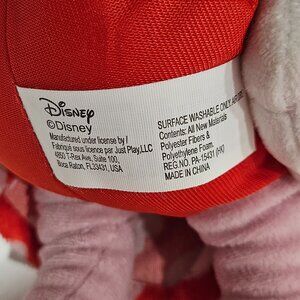 Disney
©Disney
Manufactured under license by /
Fabriqué sous licence par Just Play, LLC
4850 T-Rex Ave, Suite 100,
Boca Raton, FL33431, USA
SURFACE WASHABLE ONLY,
Contents: All New Materials
Polyester Fiber &
Polyethylene Foam,
REG. NO. PA-15431 (HK)
MADE IN CHINA